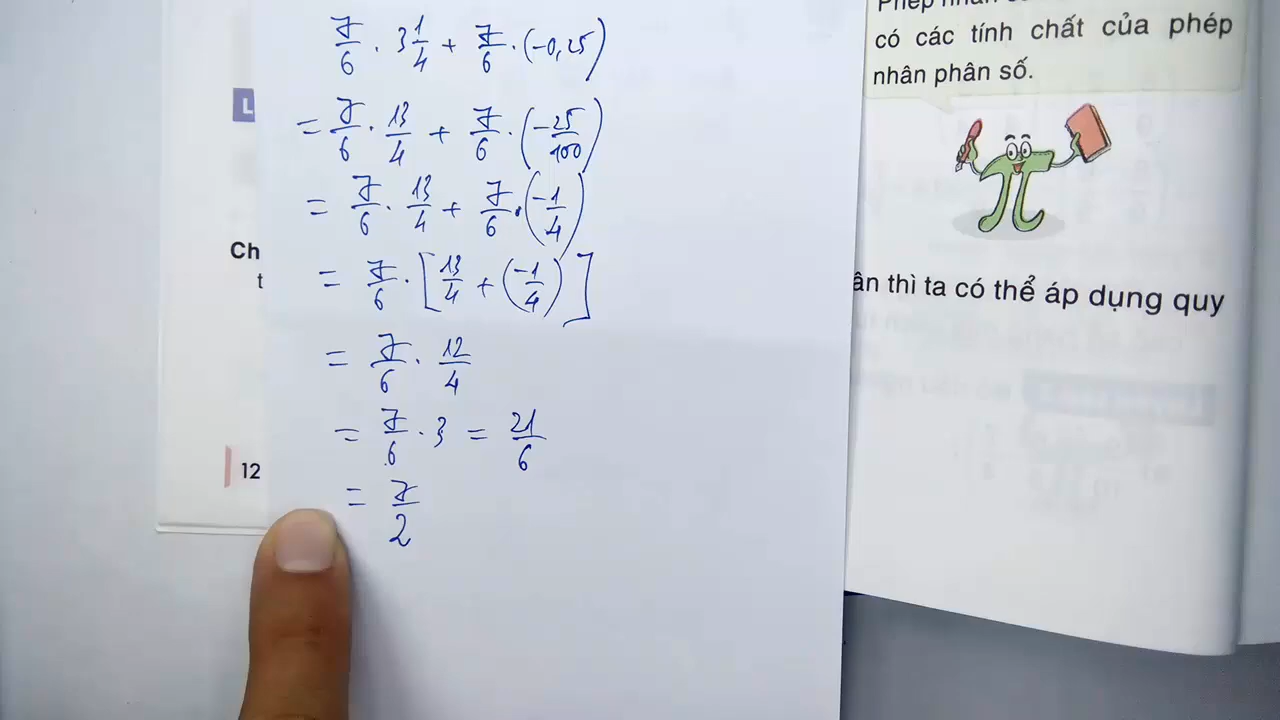 7/6 . 3 1/4 + 7/6 . (-0,25)
= 7/6 . 13/4 + 7/6 . (-25/100)
= 7/6 . 13/4 + 7/6 . (-1/4)
= 7/6 . [13/4 + (-1/4)]
= 7/6 . 12/4
= 7/6 . 3 = 21/6
= 7/2
L
Ch
t
12
có các tính chất của phép
nhân phân số.
ân thì ta có thể áp dụng quy